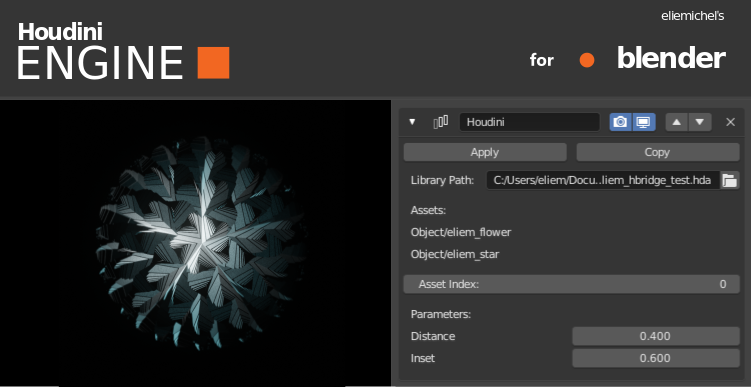 eliemichel's
Houdini
ENGINE
for blender
Houdini
Apply Copy
Library Path: C:/Users/eliem/Docu..liem_hbridge_test.hda
Assets:
Object/eliem_flower
Object/eliem_star
Asset Index: 0
Parameters:
Distance 0.400
Inset 0.600